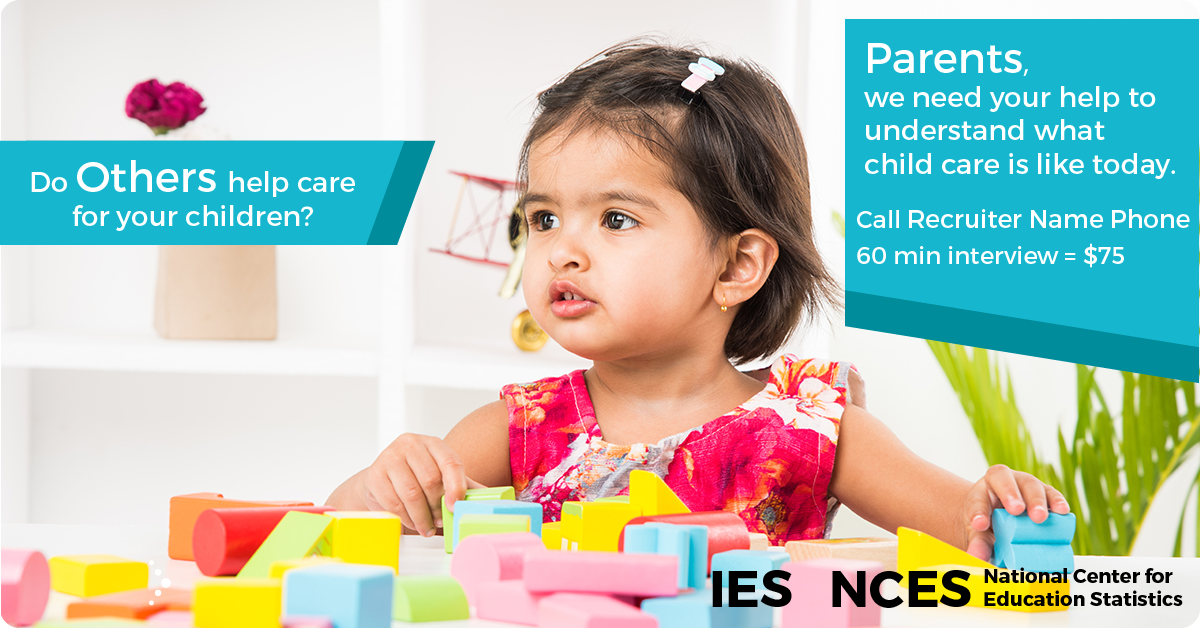 Do Others help care
for your children?
Parents,
we need your help to
understand what
child care is like today.
Call Recruiter Name Phone
60 min interview = $75
IES NCES National Center for
Education Statistics